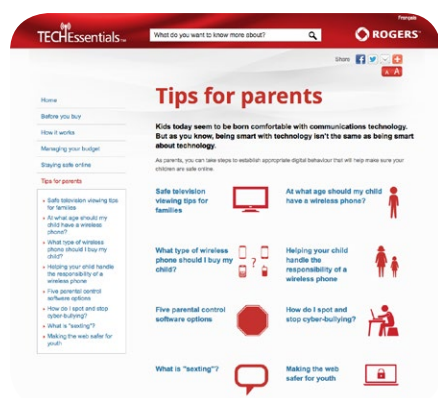 Français
TECHEssentials™
What do you want to know more about?
ROGERS™
Share
A A
Home
Before you buy
How it works
Managing your budget
Staying safe online
Tips for parents
Safe television viewing tips
for families
At what age should my
child have a wireless
phone?
What type of wireless
phone should I buy my
child?
Helping your child handle
the responsibility of a
wireless phone
Five parental control
software options
How do I spot and stop
cyber-bullying?
What is "sexting"?
Making the web safer for
youth
Tips for parents
Kids today seem to be born comfortable with communications technology.
But as you know, being smart with technology isn't the same as being smart
about technology.
As parents, you can take steps to establish appropriate digital behaviour that will help make sure your
children are safe online.
Safe television
viewing tips for
families
At what age should my child
have a wireless phone?
What type of wireless
phone should I buy my
child?
?
Helping your child
handle the
responsibility of a
wireless phone
Five parental control
software options
How do I spot and
stop cyber-bullying?
What is "sexting"?
Making the web
safer for youth